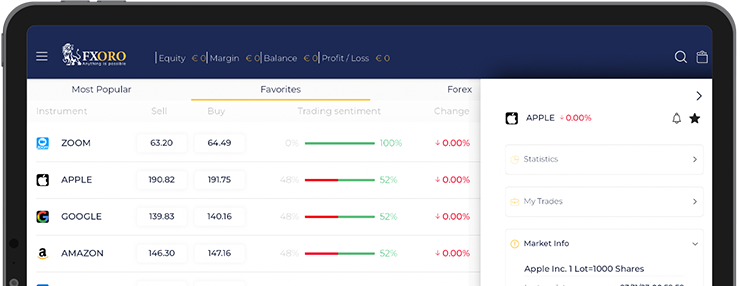 FXORO
Anything is possible
Equity € 0 Margin € 0 Balance € 0 Profit / Loss € 0
Most Popular Favorites Forex
Instrument Sell Buy Trading sentiment Change
ZOOM 63.20 64.49 0% 100% ↓ 0.00%
APPLE 190.82 191.75 48% 52% ↓ 0.00%
GOOGLE 139.83 140.16 48% 52% ↓ 0.00%
AMAZON 146.30 147.16 48% 52% ↓ 0.00%
APPLE ↓ 0.00%
Statistics
My Trades
Market Info
Apple Inc. 1 Lot=1000 Shares